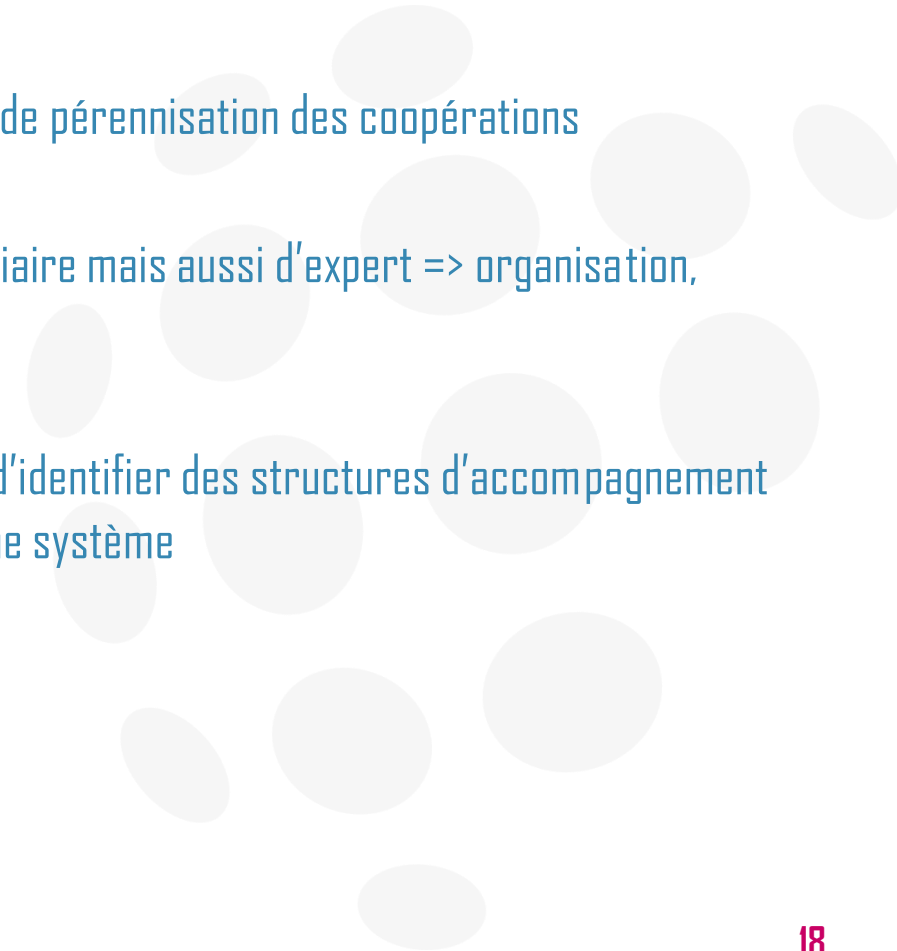 de pérennisation des coopérations
iaire mais aussi d'expert => organisation,
d'identifier des structures d'accompagnement
e système
18